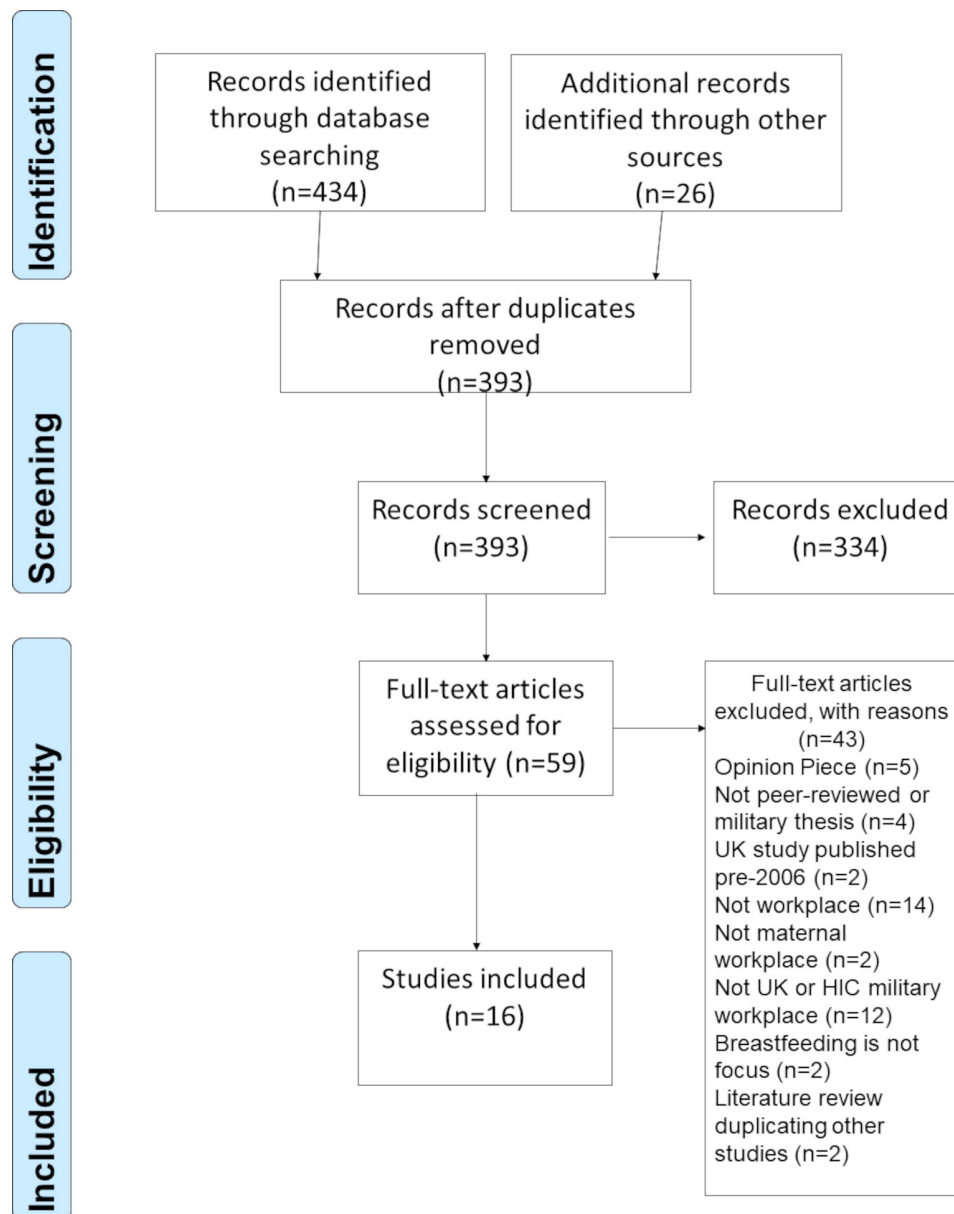 Identification
Records identified
through database
searching
(n=434)
Additional records
identified through other
sources
(n=26)
Records after duplicates
removed
(n=393)
Screening
Records screened
(n=393)
Records excluded
(n=334)
Eligibility
Full-text articles
assessed for
eligibility (n=59)
Full-text articles
excluded, with reasons
(n=43)
Opinion Piece (n=5)
Not peer-reviewed or
military thesis (n=4)
UK study published
pre-2006 (n=2)
Not workplace (n=14)
Not maternal
workplace (n=2)
Not UK or HIC military
workplace (n=12)
Breastfeeding is not
focus (n=2)
Literature review
duplicating other
studies (n=2)
Included
Studies included
(n=16)